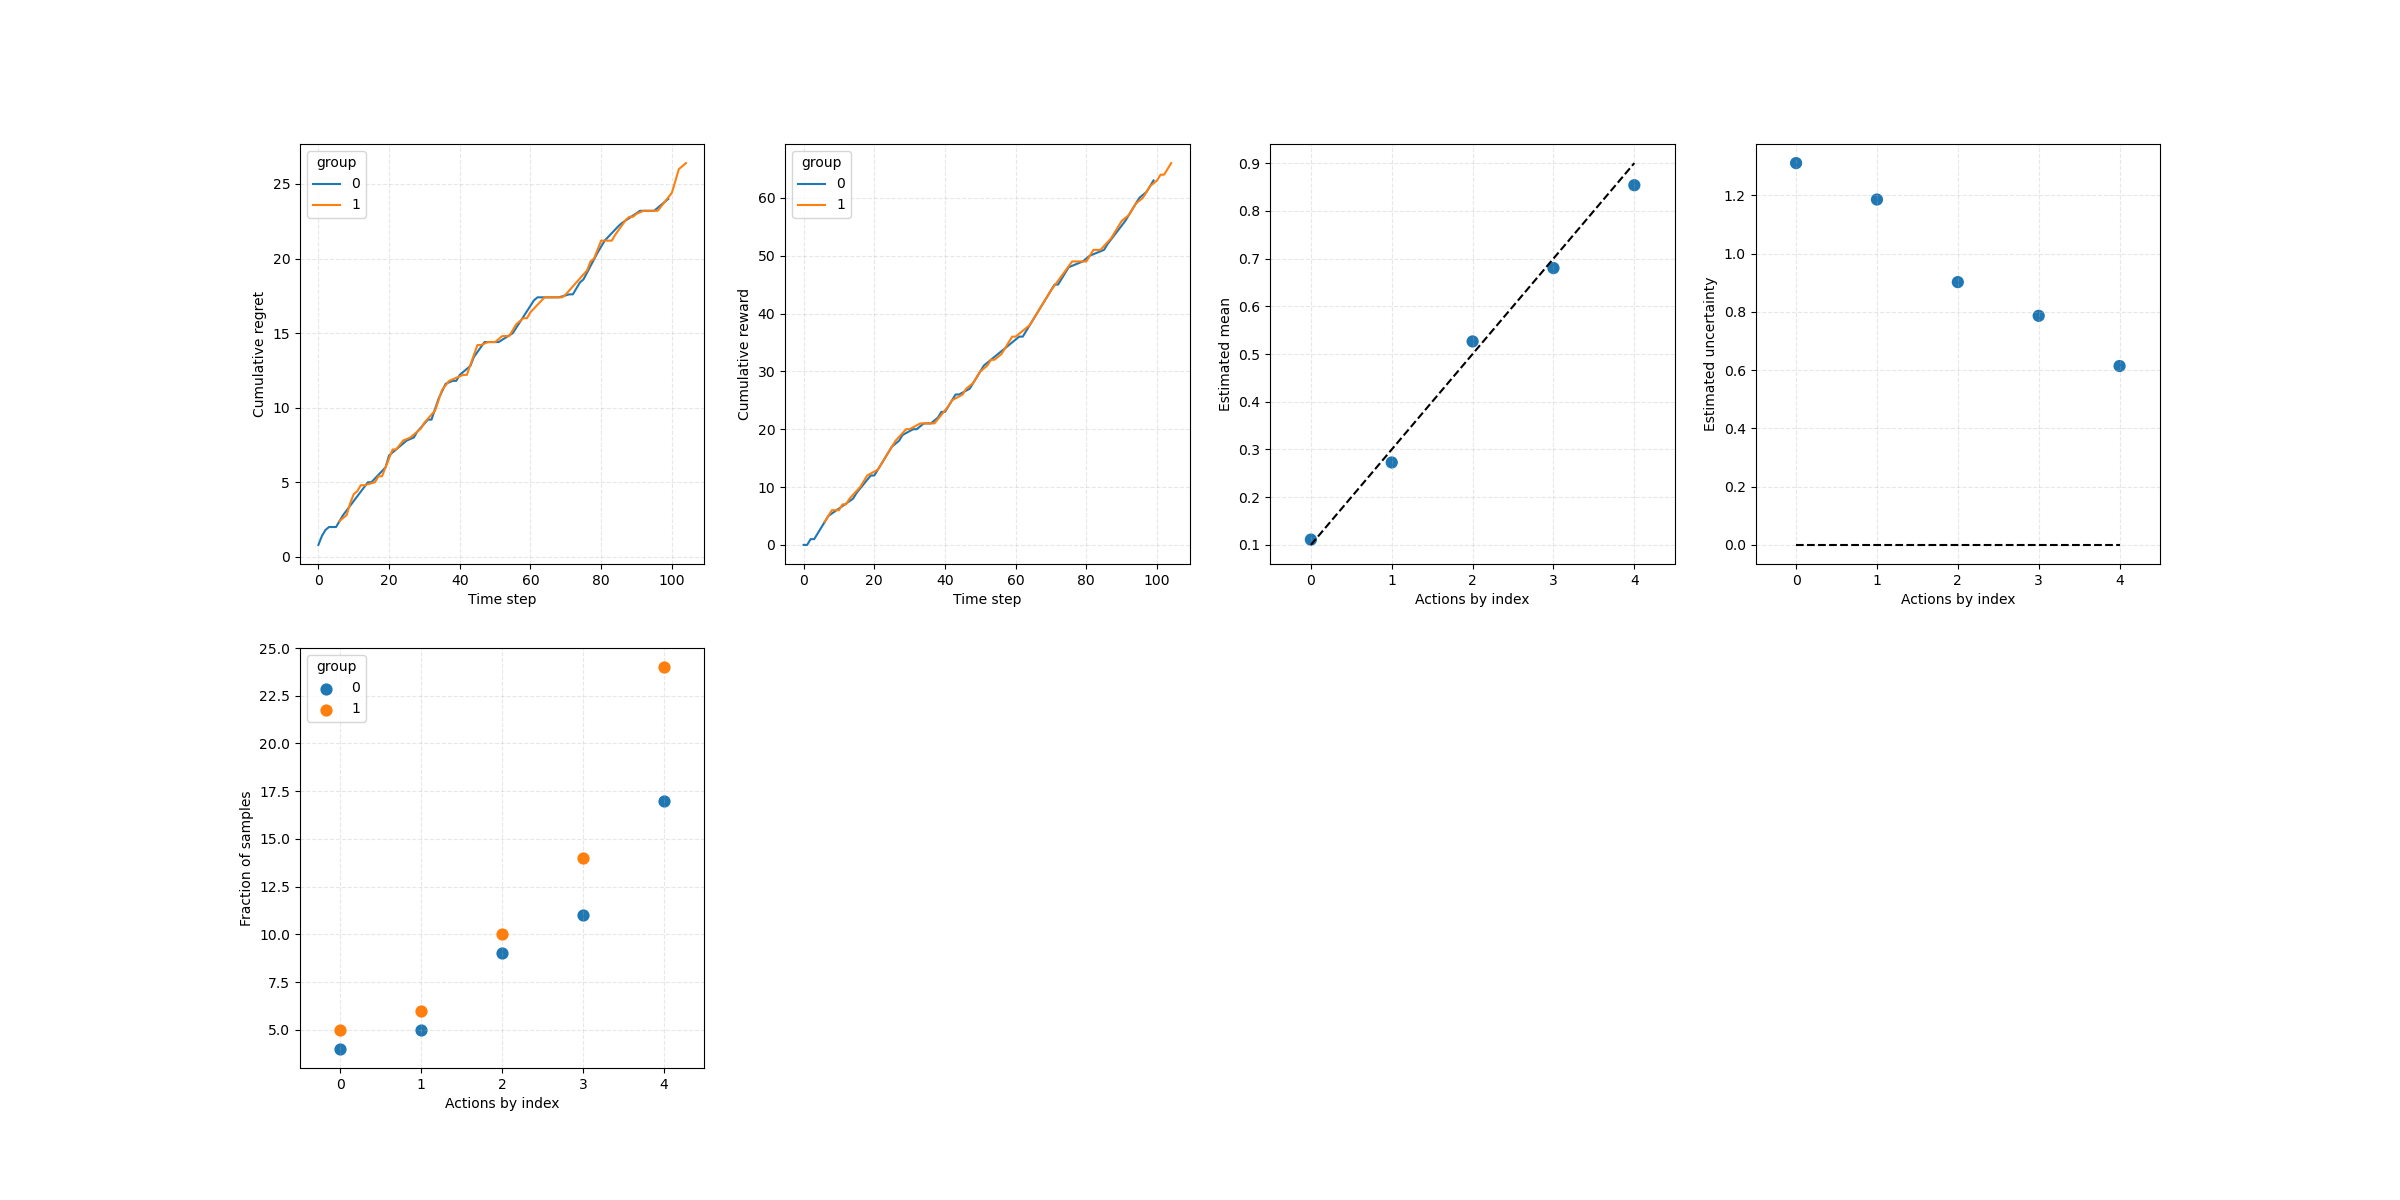 group
0
1
25
20
15
10
5
0
Cumulative regret
0 20 40 60 80 100
Time step
group
0
1
60
50
40
30
20
10
0
Cumulative reward
0 20 40 60 80 100
Time step
0.9
0.8
0.7
0.6
0.5
0.4
0.3
0.2
0.1
Estimated mean
0 1 2 3 4
Actions by index
1.2
1.0
0.8
0.6
0.4
0.2
0.0
Estimated uncertainty
0 1 2 3 4
Actions by index
group
0
1
25.0
22.5
20.0
17.5
15.0
12.5
10.0
7.5
5.0
Fraction of samples
0 1 2 3 4
Actions by index